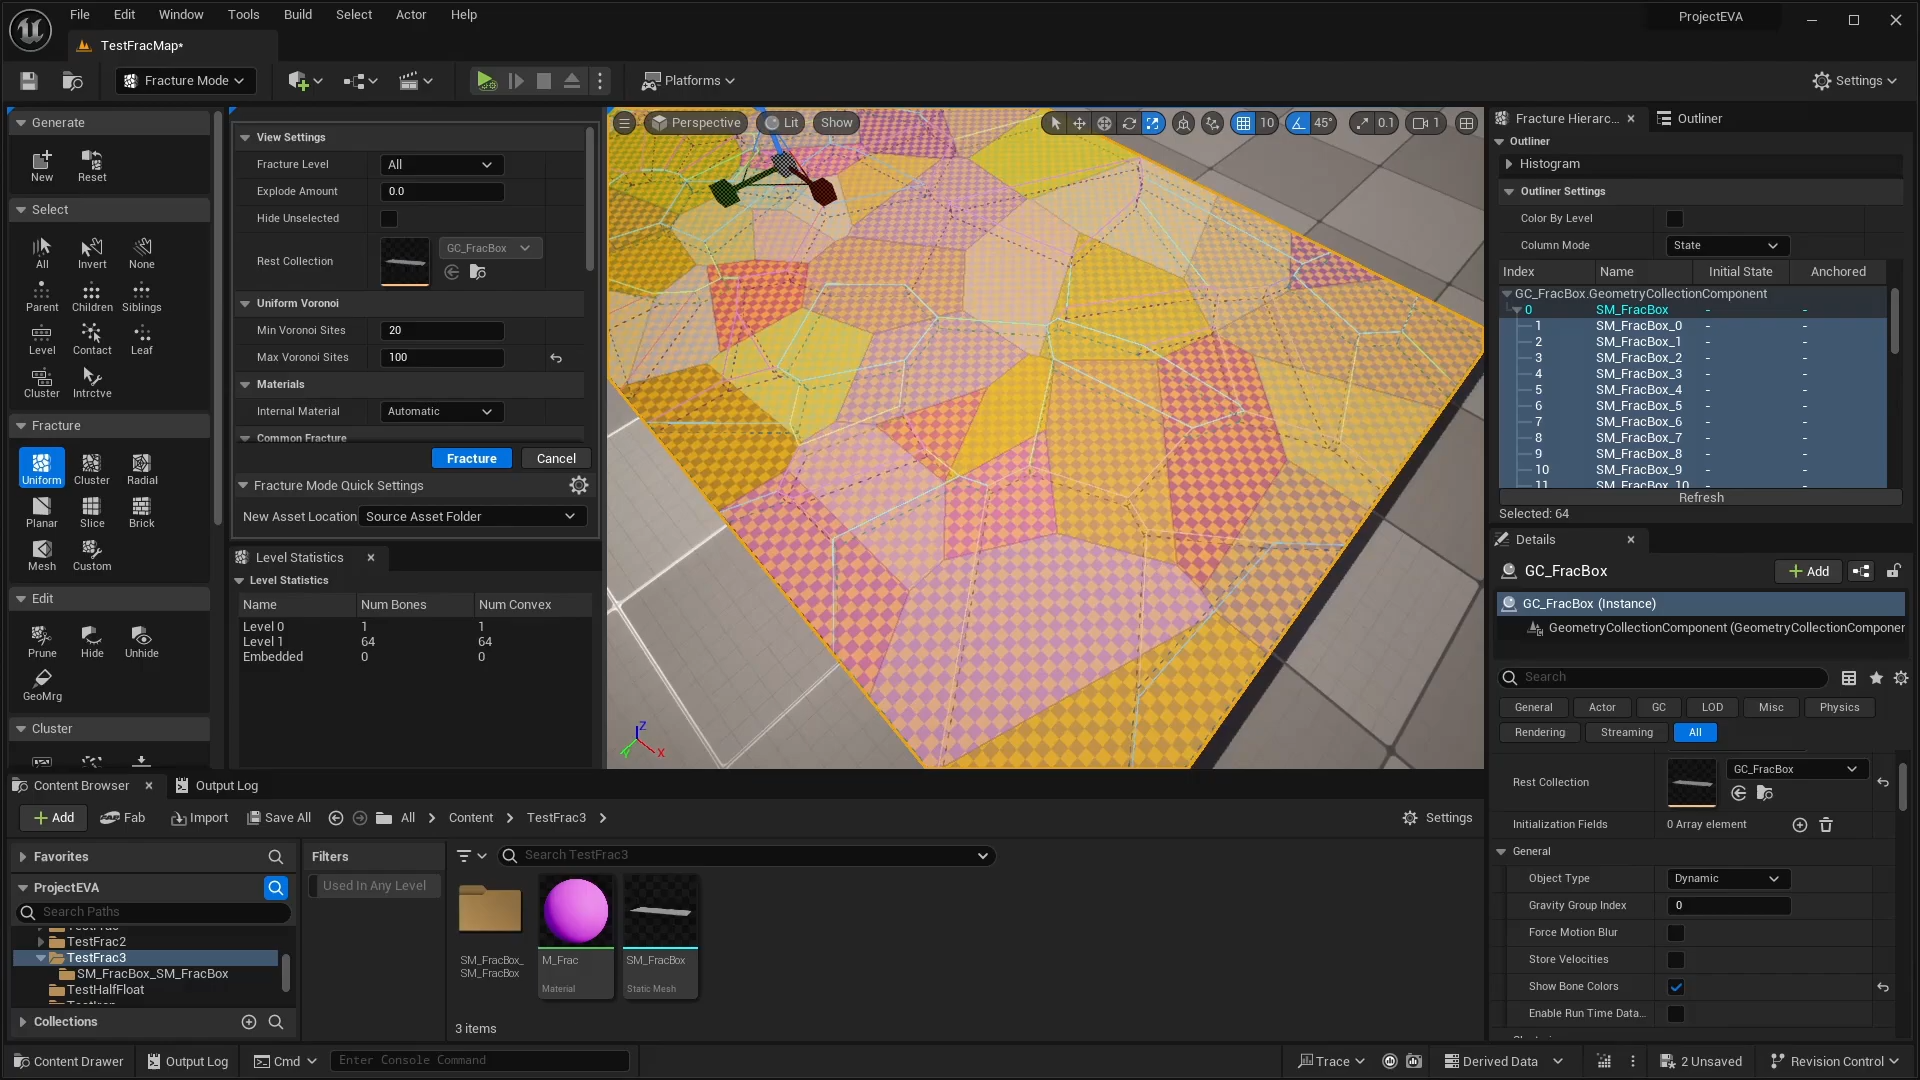 File Edit Window Tools Build Select Actor Help
ProjectEVA
TestFracMap*
Fracture Mode
Platforms
Settings
Generate
New Reset
Select
All Invert None
Parent Children Siblings
Level Contact Leaf
Cluster Intrctve
Fracture
Uniform Cluster Radial
Planar Slice Brick
Mesh Custom
Edit
Prune Hide Unhide
GeoMrg
Cluster
View Settings
Fracture Level All
Explode Amount 0.0
Hide Unselected
Rest Collection GC_FracBox
Uniform Voronoi
Min Voronoi Sites 20
Max Voronoi Sites 100
Materials
Internal Material Automatic
Common Fracture
Fracture Cancel
Fracture Mode Quick Settings
New Asset Location Source Asset Folder
Level Statistics
Level Statistics
Name Num Bones Num Convex
Level 0 1 1
Level 1 64 64
Embedded 0 0
Perspective Lit Show
10 45° 0.1 1
Z
Y
X
Fracture Hierarc... Outliner
Outliner
Histogram
Outliner Settings
Color By Level
Column Mode State
Index Name Initial State Anchored
GC_FracBox.GeometryCollectionComponent
0 SM_FracBox - -
1 SM_FracBox_0 - -
2 SM_FracBox_1 - -
3 SM_FracBox_2 - -
4 SM_FracBox_3 - -
5 SM_FracBox_4 - -
6 SM_FracBox_5 - -
7 SM_FracBox_6 - -
8 SM_FracBox_7 - -
9 SM_FracBox_8 - -
10 SM_FracBox_9 - -
11 SM_FracBox_10 - -
Refresh
Selected: 64
Details
GC_FracBox
Add
GC_FracBox (Instance)
GeometryCollectionComponent (GeometryCollectionComponer
Search
General Actor GC LOD Misc Physics
Rendering Streaming All
Rest Collection GC_FracBox
Initialization Fields 0 Array element
General
Object Type Dynamic
Gravity Group Index 0
Force Motion Blur
Store Velocities
Show Bone Colors
Enable Run Time Data...
Content Browser Output Log
Add Fab Import Save All All Content TestFrac3
Settings
Favorites
ProjectEVA
Search Paths
TestFrac2
TestFrac3
SM_FracBox_SM_FracBox
TestHalfFloat
Collections
Filters
Used In Any Level
Search TestFrac3
SM_FracBox_
SM_FracBox
M_Frac
Material
SM_FracBox
Static Mesh
3 items
Content Drawer Output Log Cmd Enter Console Command
Trace Derived Data 2 Unsaved Revision Control